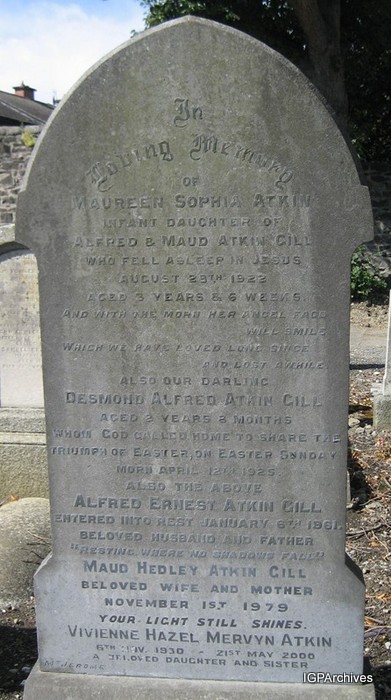 In
Loving Memory
OF
MAUREEN SOPHIA ATKIN
INFANT DAUGHTER OF
ALFRED & MAUD ATKIN GILL
WHO FELL ASLEEP IN JESUS
AUGUST 29TH 1922
AGED 3 YEARS & 6 WEEKS.
AND WITH THE MORN HER ANGEL FACE
WILL SMILE
WHICH WE HAVE LOVED LONG SINCE
AND LOST AWHILE.
ALSO OUR DARLING
DESMOND ALFRED ATKIN GILL
AGED 2 YEARS 8 MONTHS
WHOM GOD CALLED HOME TO SHARE THE
TRIUMPH OF EASTER, ON EASTER SUNDAY
MORN APRIL 12TH 1925.
ALSO THE ABOVE
ALFRED ERNEST ATKIN GILL
ENTERED INTO REST JANUARY 6TH 1961.
BELOVED HUSBAND AND FATHER
"RESTING WHERE NO SHADOWS FALL"
MAUD HEDLEY ATKIN GILL
BELOVED WIFE AND MOTHER
NOVEMBER 1ST 1979
YOUR LIGHT STILL SHINES.
VIVIENNE HAZEL MERVYN ATKIN
6TH 1930 - 21ST MAY 2006
A BELOVED DAUGHTER AND SISTER
IGPArchives